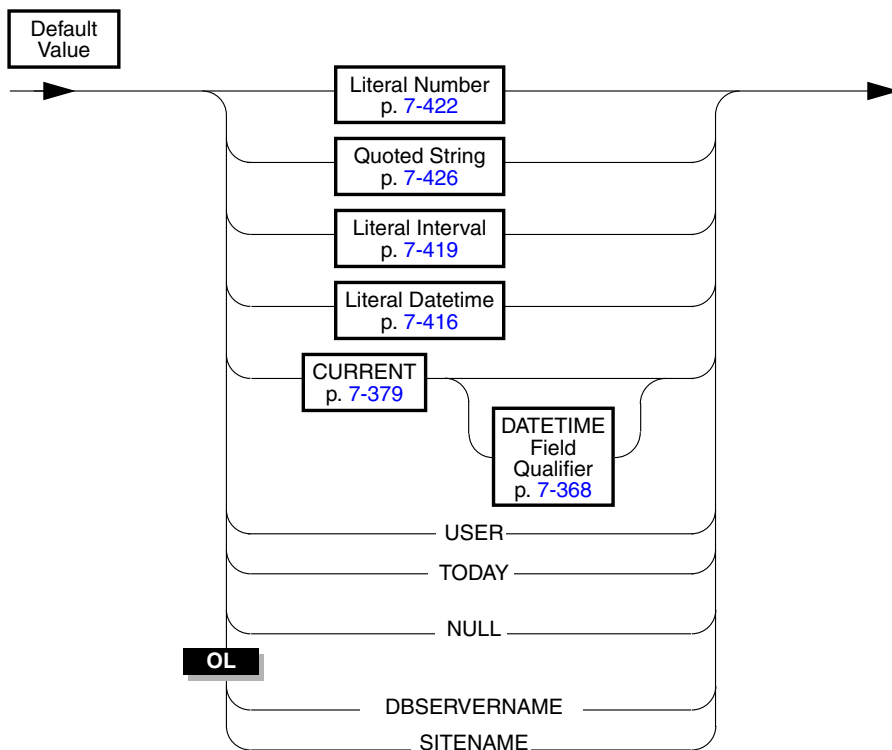 Default
Value
Literal Number
p. 7-422
Quoted String
p. 7-426
Literal Interval
p. 7-419
Literal Datetime
p. 7-416
CURRENT
p. 7-379
DATETIME
Field
Qualifier
p. 7-368
USER
TODAY
NULL
OL
DBSERVERNAME
SITENAME